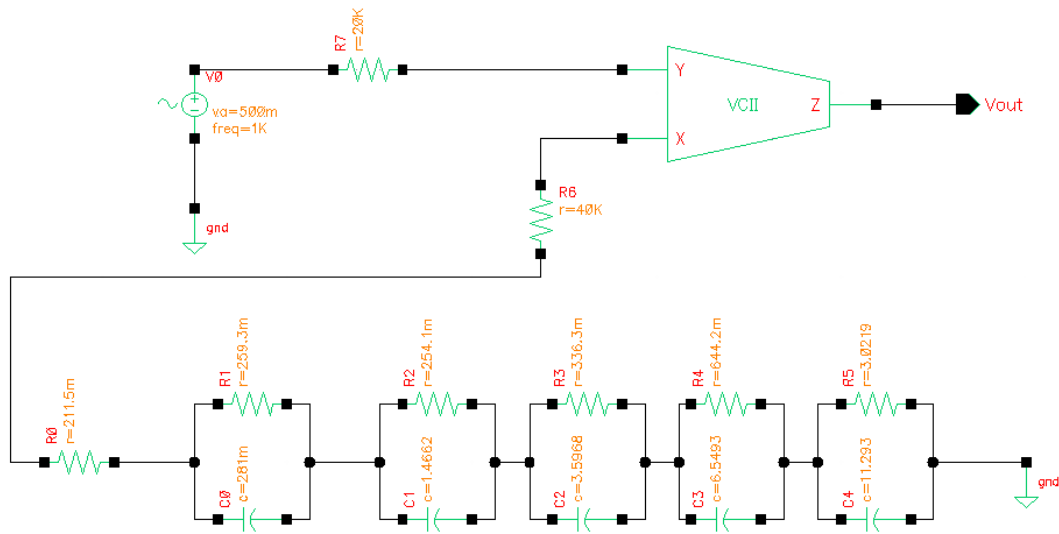 R7
r=20K
V0
va=500m
freq=1K
gnd
Y
X
VCII
Z
Vout
R6
r=40K
R0
r=211.5m
R1
r=259.3m
C0
c=281m
R2
r=254.1m
C1
c=1.4662
R3
r=336.3m
C2
c=3.5968
R4
r=644.2m
C3
c=6.5493
R5
r=3.0219
C4
c=11.293
gnd